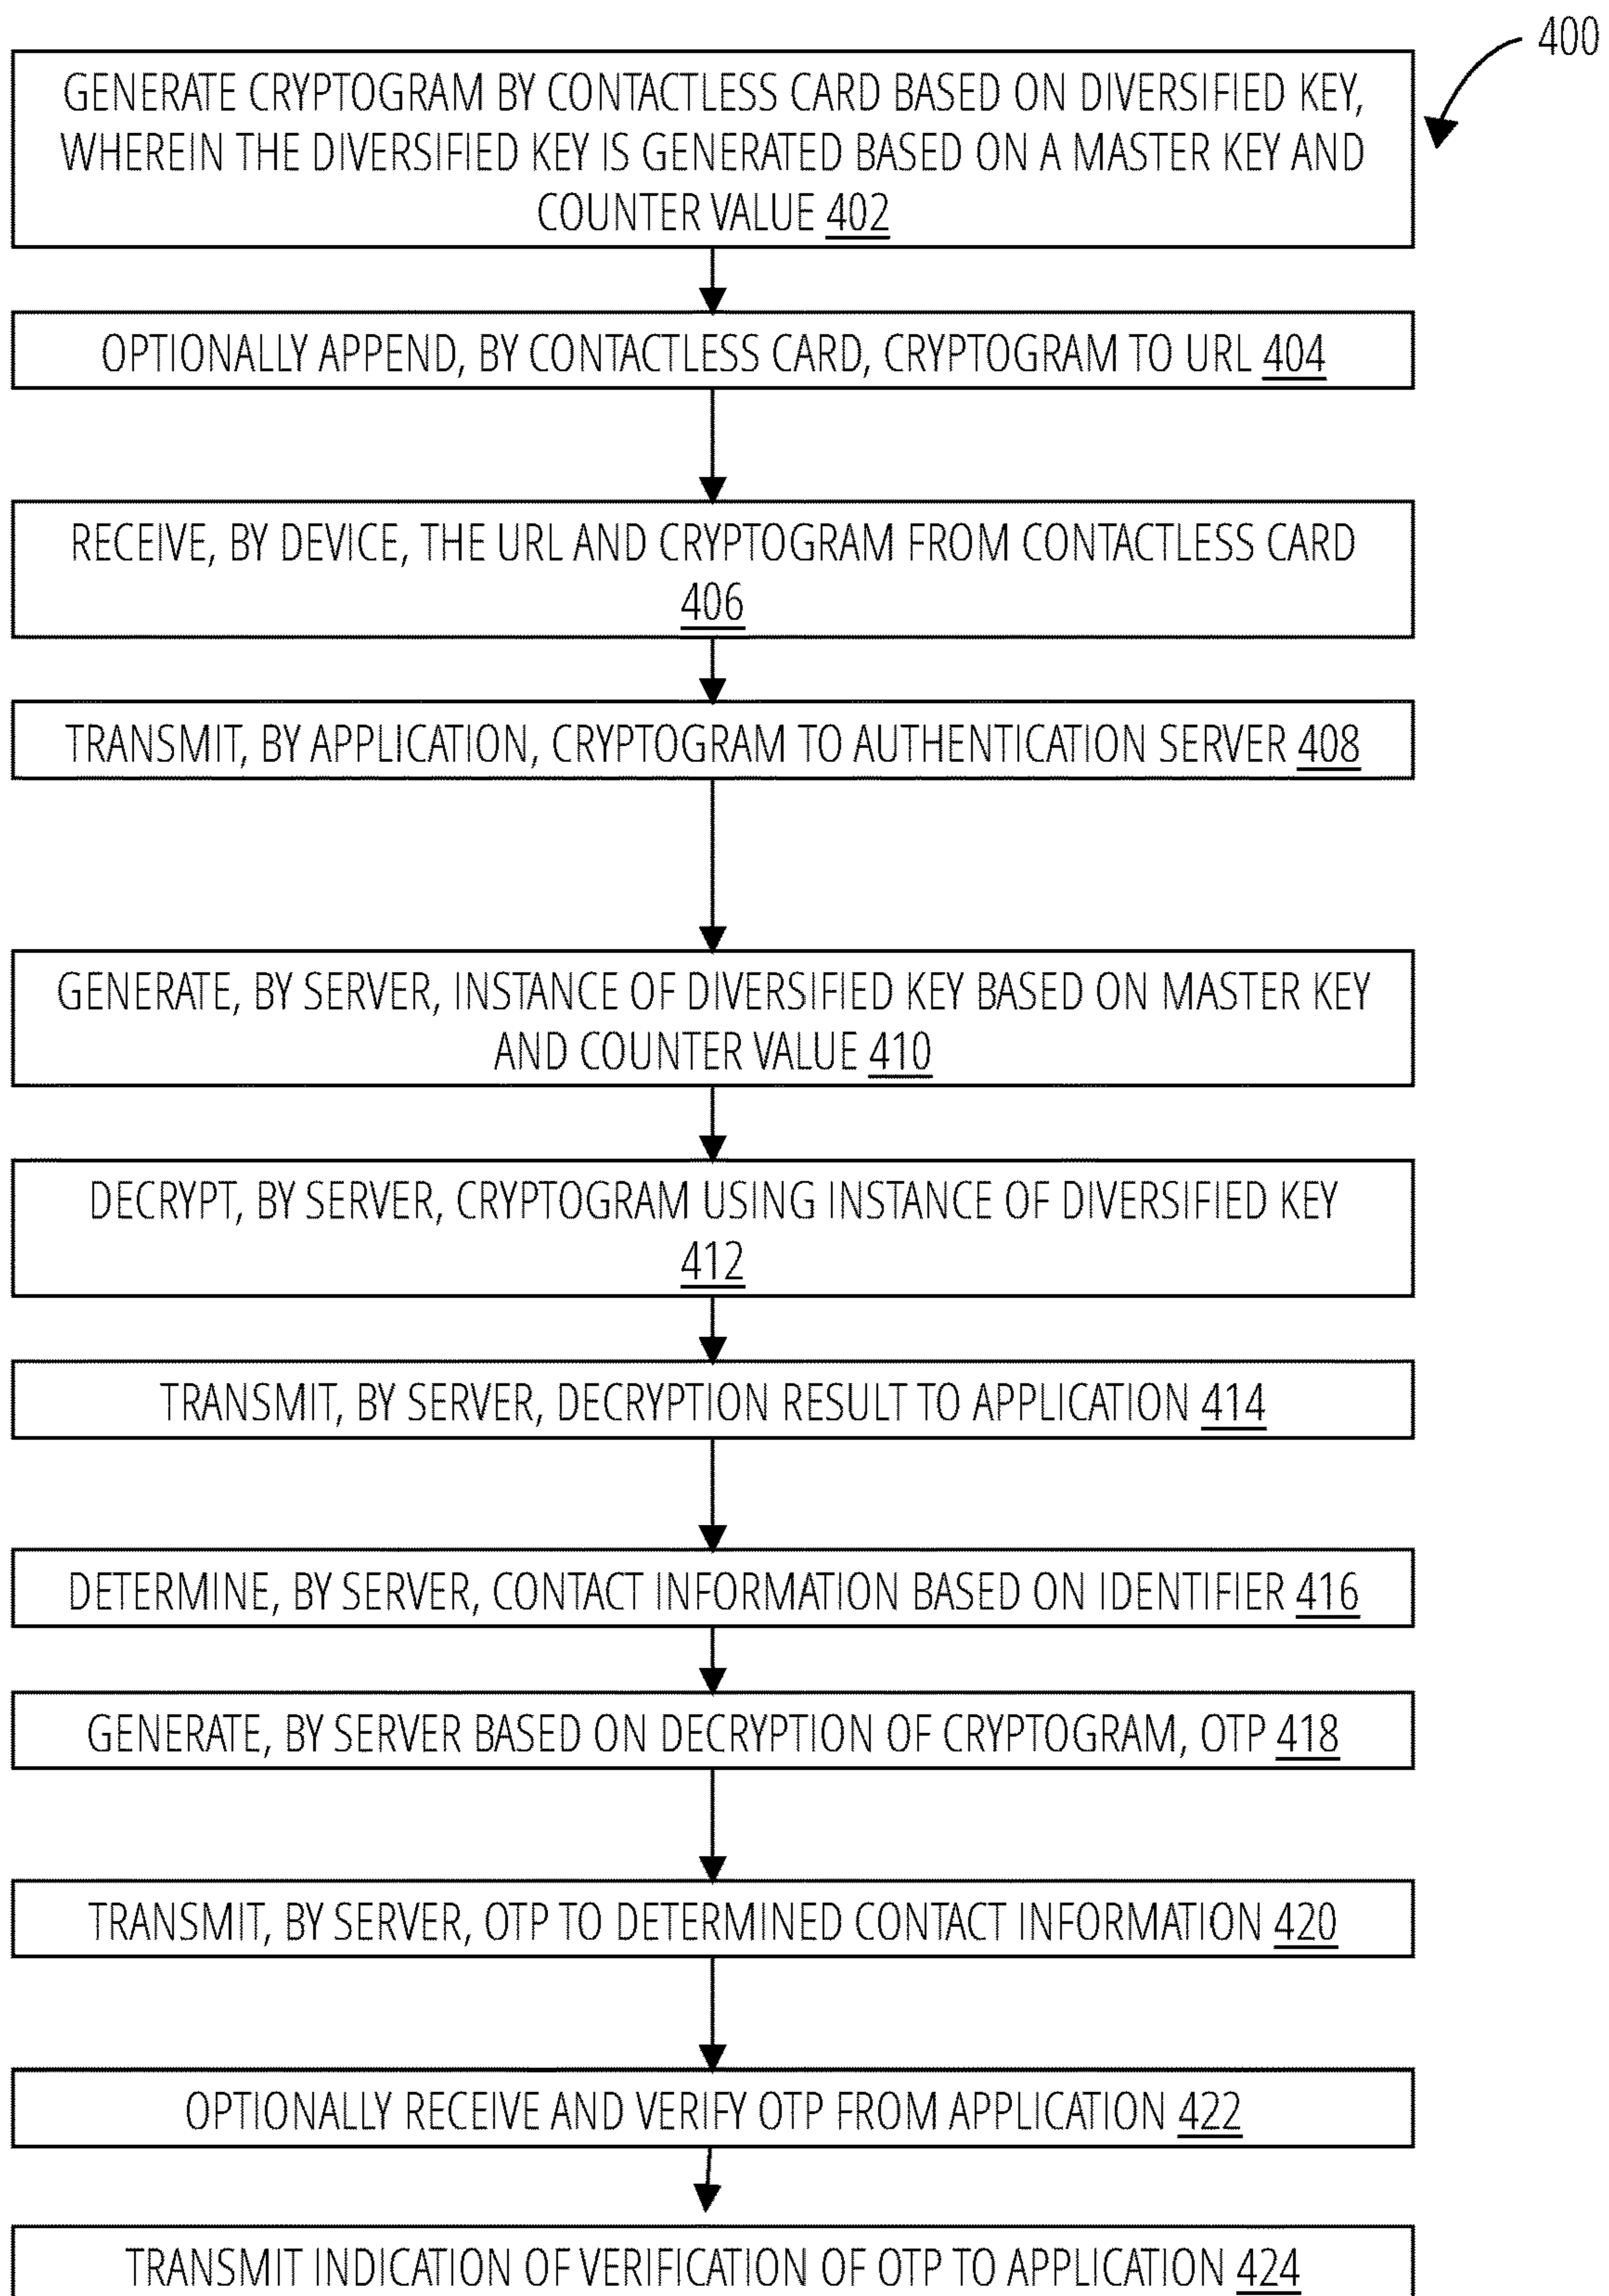 400
GENERATE CRYPTOGRAM BY CONTACTLESS CARD BASED ON DIVERSIFIED KEY,
WHEREIN THE DIVERSIFIED KEY IS GENERATED BASED ON A MASTER KEY AND
COUNTER VALUE 402
OPTIONALLY APPEND, BY CONTACTLESS CARD, CRYPTOGRAM TO URL 404
RECEIVE, BY DEVICE, THE URL AND CRYPTOGRAM FROM CONTACTLESS CARD
406
TRANSMIT, BY APPLICATION, CRYPTOGRAM TO AUTHENTICATION SERVER 408
GENERATE, BY SERVER, INSTANCE OF DIVERSIFIED KEY BASED ON MASTER KEY
AND COUNTER VALUE 410
DECRYPT, BY SERVER, CRYPTOGRAM USING INSTANCE OF DIVERSIFIED KEY
412
TRANSMIT, BY SERVER, DECRYPTION RESULT TO APPLICATION 414
DETERMINE, BY SERVER, CONTACT INFORMATION BASED ON IDENTIFIER 416
GENERATE, BY SERVER BASED ON DECRYPTION OF CRYPTOGRAM, OTP 418
TRANSMIT, BY SERVER, OTP TO DETERMINED CONTACT INFORMATION 420
OPTIONALLY RECEIVE AND VERIFY OTP FROM APPLICATION 422
TRANSMIT INDICATION OF VERIFICATION OF OTP TO APPLICATION 424